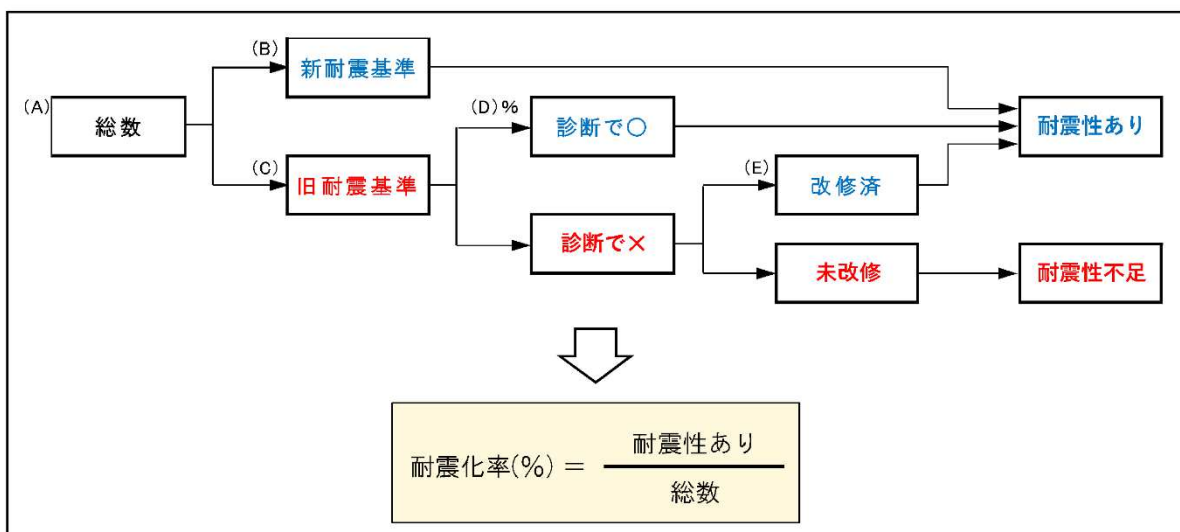 (B)
新耐震基準
(A)
総数
(D)%
診断で〇
耐震性あり
(C)
旧耐震基準
(E)
改修済
診断で×
未改修
耐震性不足
耐震化率(%) = 耐震性あり
総数